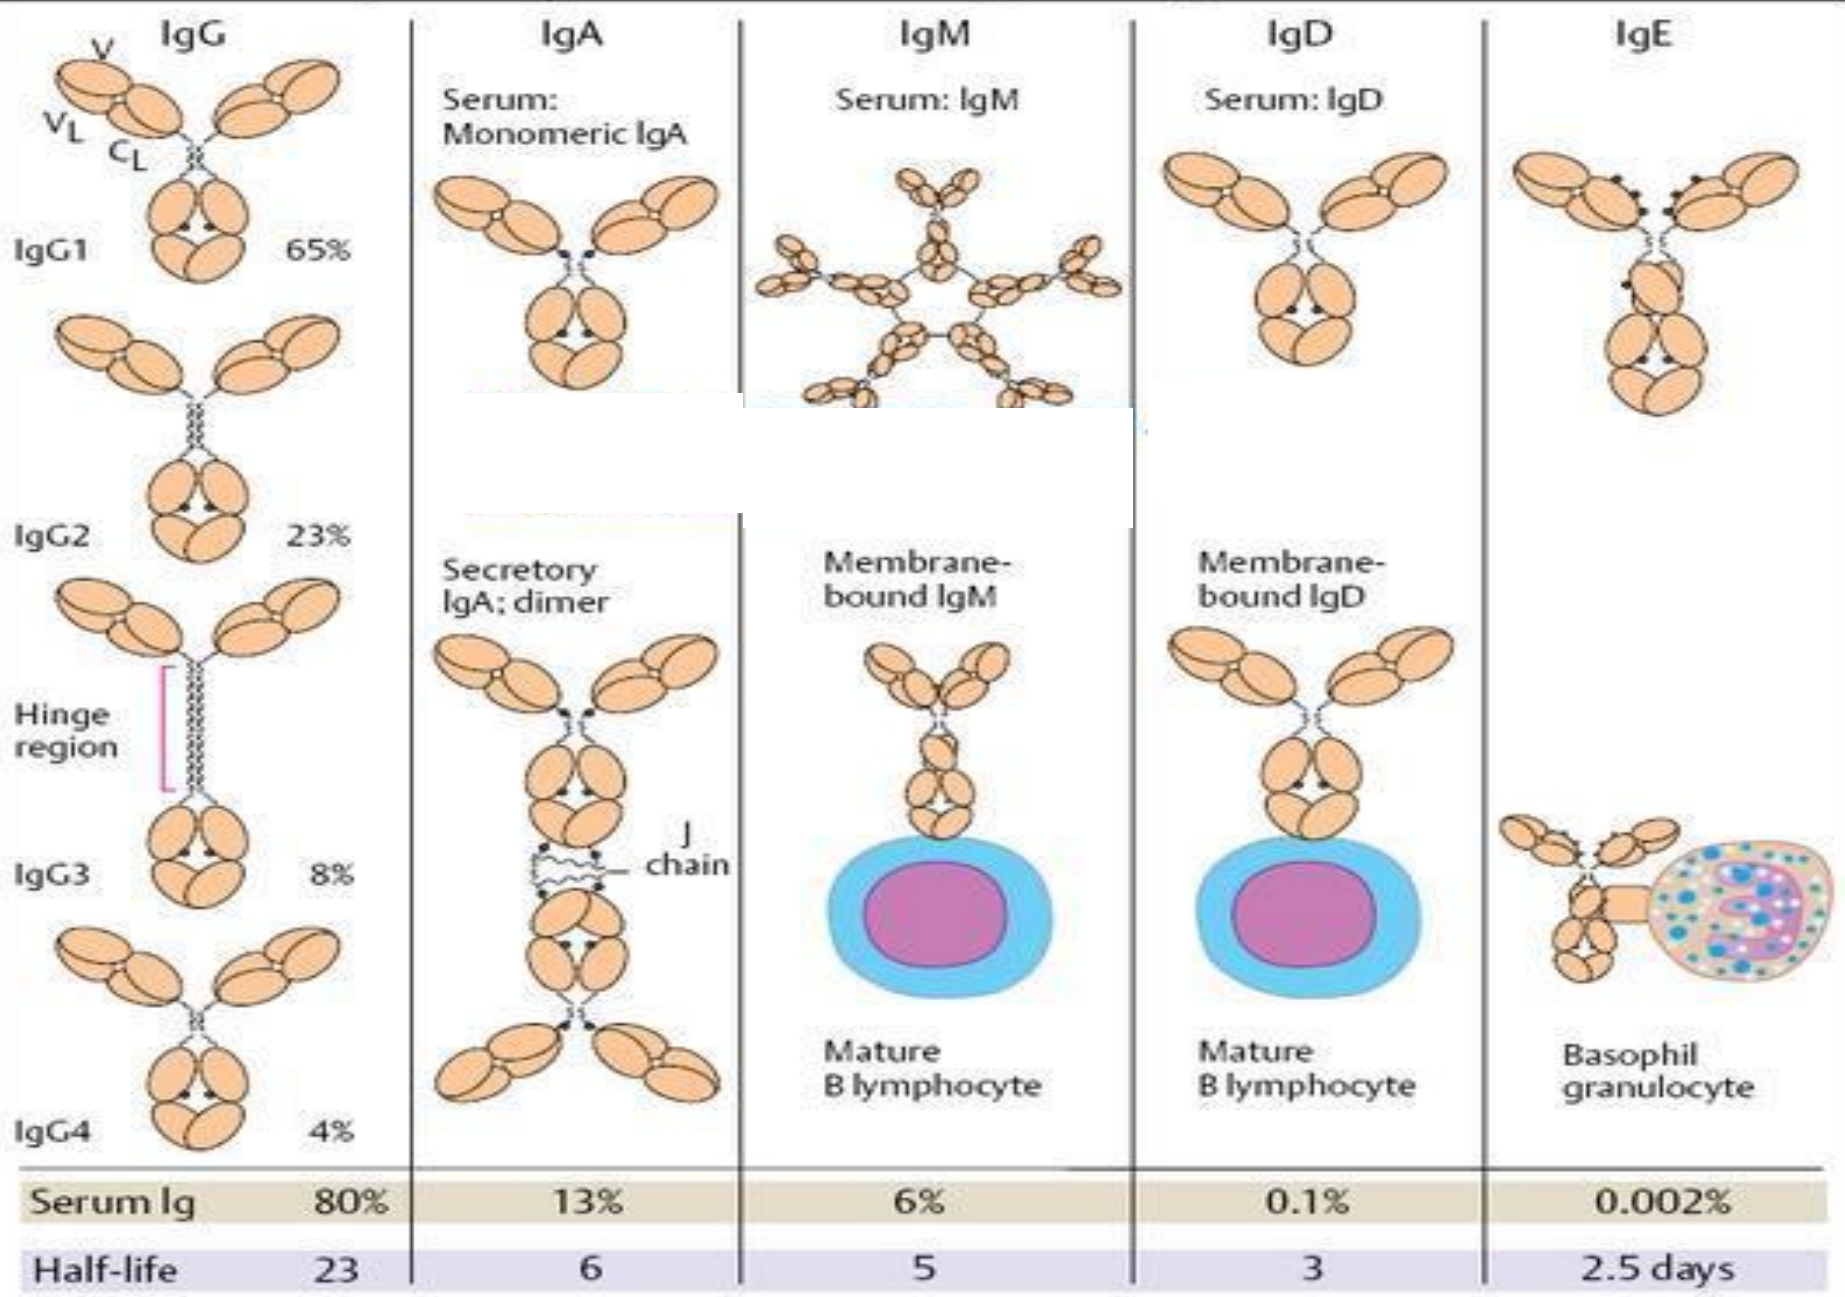 IgG
V
VL
CL
IgG1 65%
IgG2 23%
Hinge
region
IgG3 8%
IgG4 4%
IgA
Serum:
Monomeric IgA
Secretory
IgA; dimer
J
chain
IgM
Serum: IgM
Membrane-
bound IgM
Mature
B lymphocyte
IgD
Serum: IgD
Membrane-
bound IgD
Mature
B lymphocyte
IgE
Basophil
granulocyte
Serum Ig 80% 13% 6% 0.1% 0.002%
Half-life 23 6 5 3 2.5 days